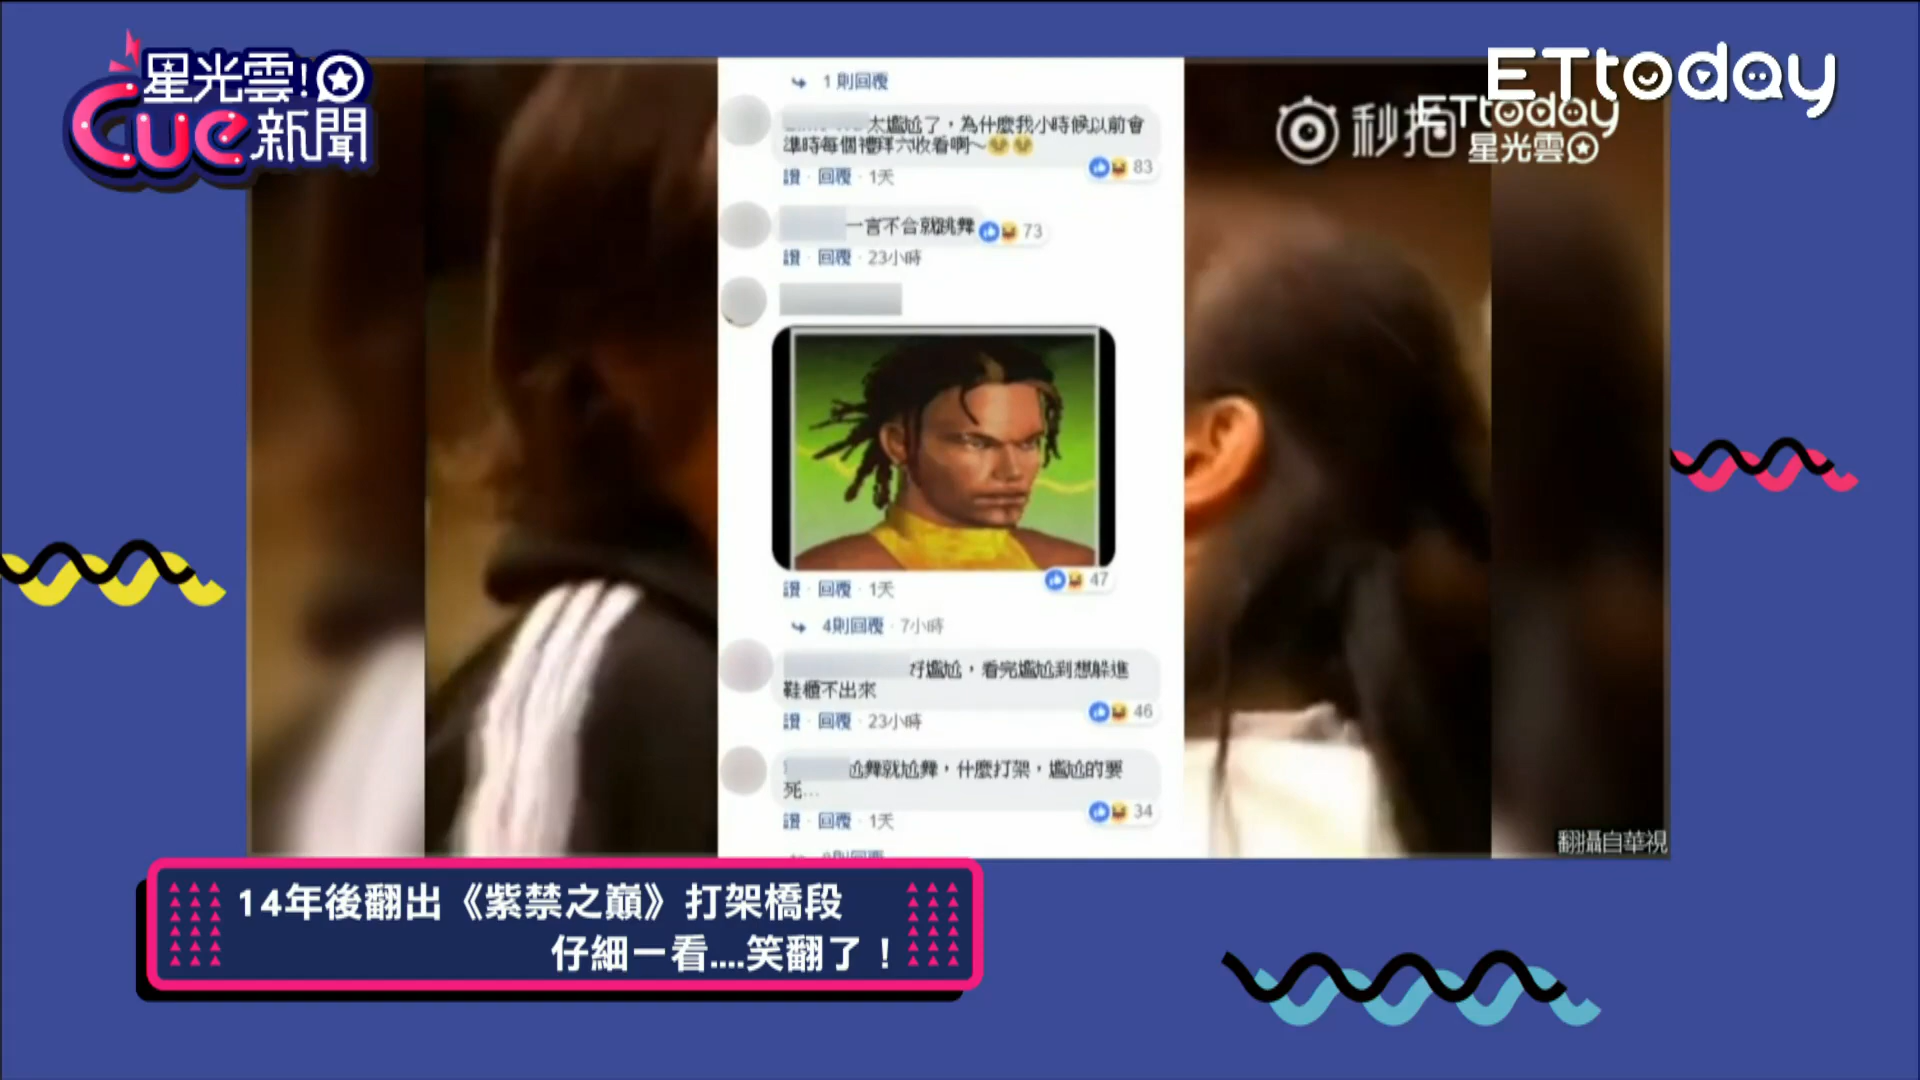 星光雲!
Cue新聞
ETtoday
秒拍
ETtoday
星光雲
1則回覆
太尷尬了，為什麼我小時候以前會
準時每個禮拜六收看啊~
讚 · 回覆 · 1天
83
一言不合就跳舞
73
讚 · 回覆 · 23小時
讚 · 回覆 · 1天
47
4則回覆 · 7小時
好尷尬，看完尷尬到想躲進
鞋櫃不出來
46
讚 · 回覆 · 23小時
尬舞就尬舞，什麼打架，尷尬的要
死...
34
讚 · 回覆 · 1天
翻攝自華視
14年後翻出《紫禁之巔》打架橋段
仔細一看....笑翻了！